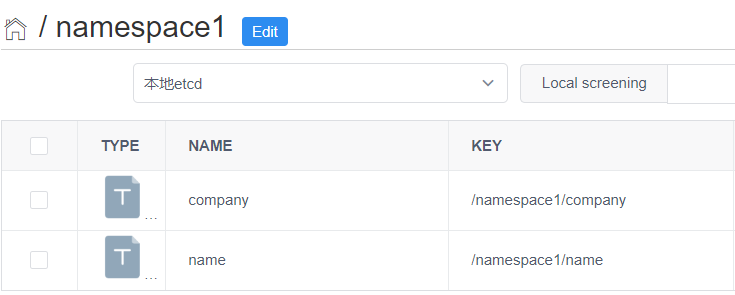 / namespace1 Edit
本地etcd Local screening
TYPE NAME KEY
T ... company /namespace1/company
T ... name /namespace1/name